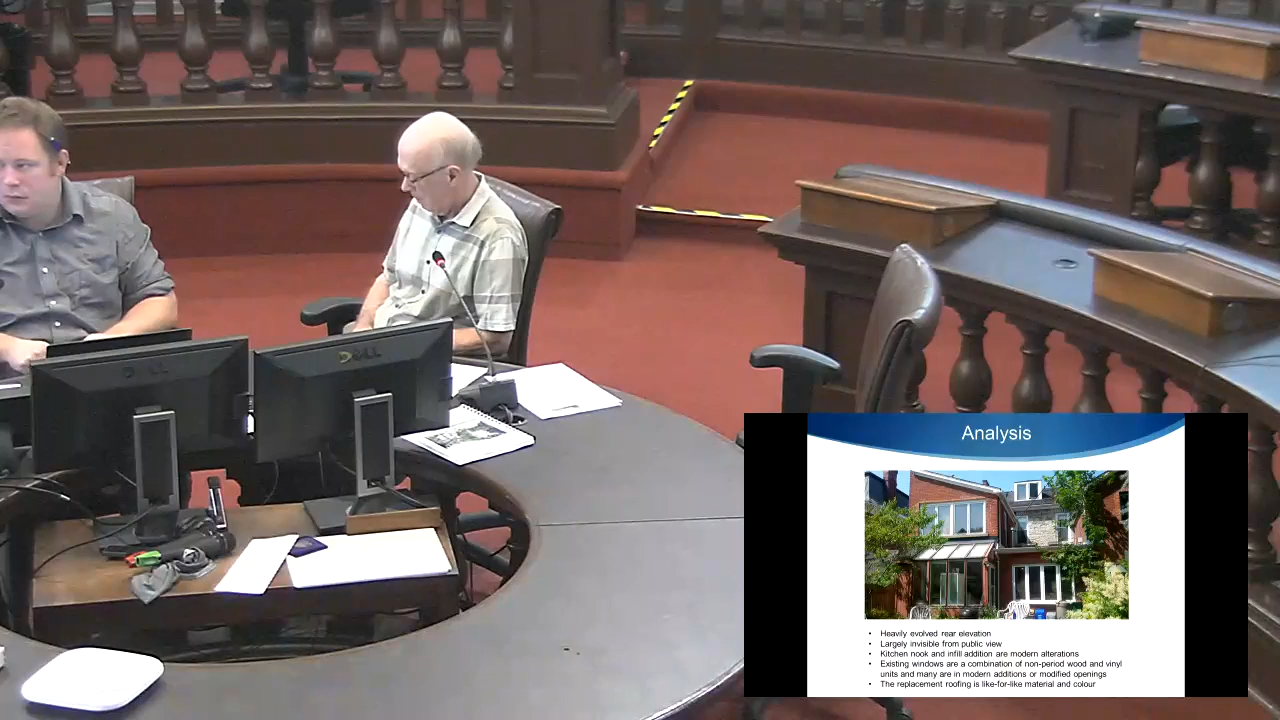 DELL
DELL
Analysis
• Heavily evolved rear elevation
• Largely invisible from public view
• Kitchen nook and infill addition are modern alterations
• Existing windows are a combination of non-period wood and vinyl
units and many are in modern additions or modified openings
• The replacement roofing is like-for-like material and colour